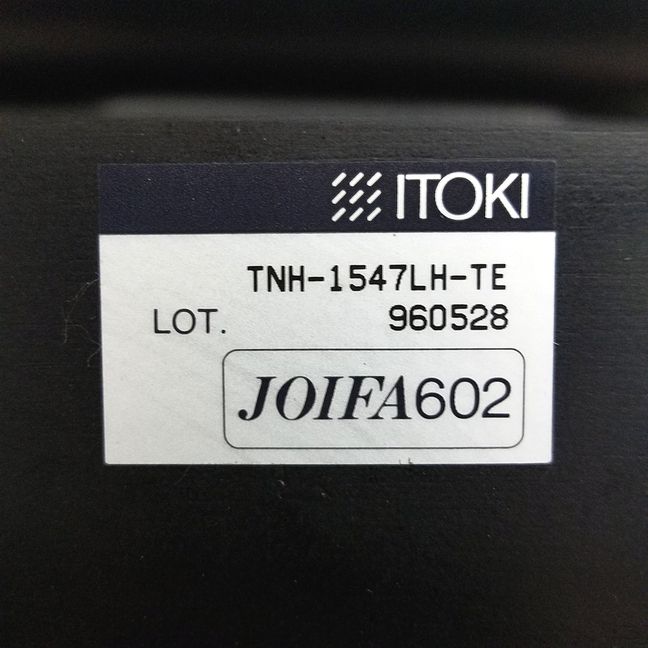 ITOKI
TNH-1547LH-TE
LOT. 960528
JOIFA602